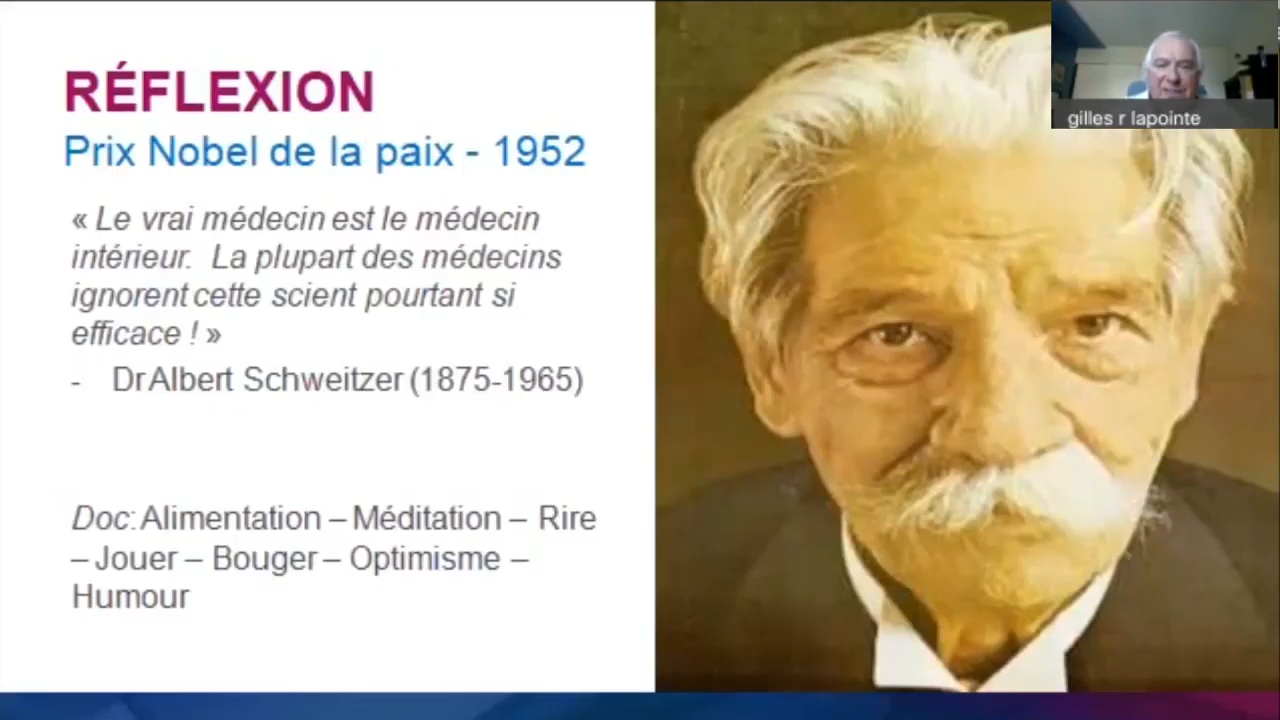 RÉFLEXION
Prix Nobel de la paix - 1952
« Le vrai médecin est le médecin
intérieur. La plupart des médecins
ignorent cette scient pourtant si
efficace ! »
- Dr Albert Schweitzer (1875-1965)
Doc: Alimentation – Méditation – Rire
– Jouer – Bouger – Optimisme –
Humour
gilles r lapointe